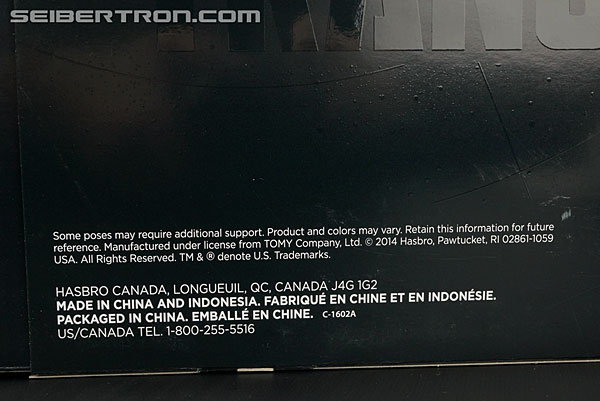 SEIBERTRON.COM
Some poses may require additional support. Product and colors may vary. Retain this information for future
reference. Manufactured under license from TOMY Company, Ltd. © 2014 Hasbro, Pawtucket, RI 02861-1059
USA. All Rights Reserved. TM & ® denote U.S. Trademarks.
HASBRO CANADA, LONGUEUIL, QC, CANADA J4G 1G2
MADE IN CHINA AND INDONESIA. FABRIQUÉ EN CHINE ET EN INDONÉSIE.
PACKAGED IN CHINA. EMBALLÉ EN CHINE. C-1602A
US/CANADA TEL. 1-800-255-5516